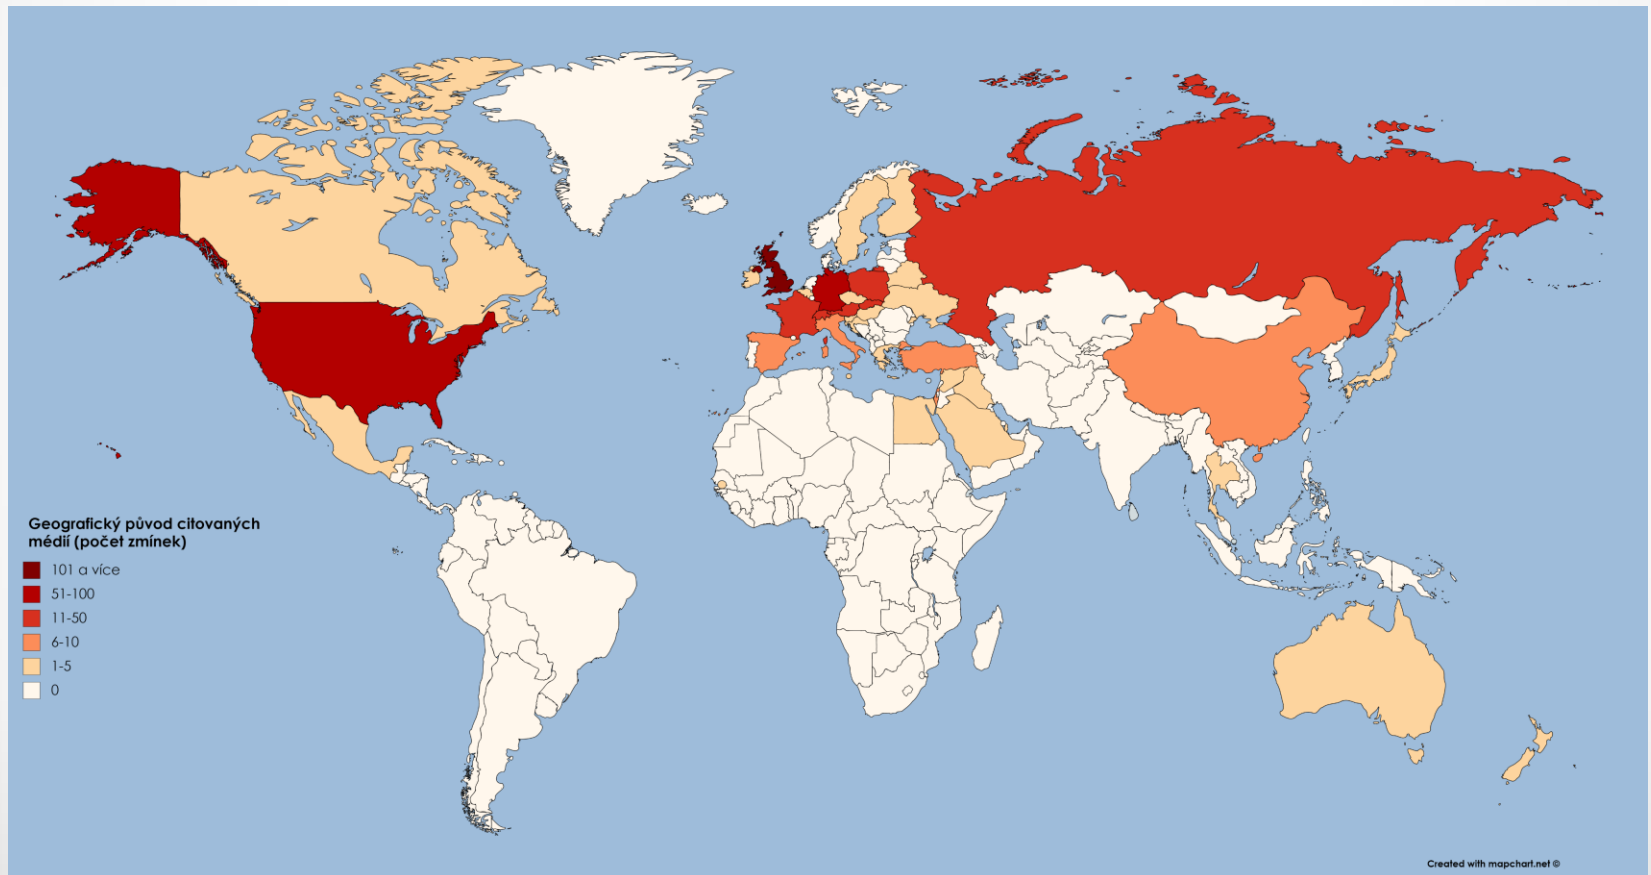 Geografický původ citovaných
médií (počet zmínek)
101 a více
51-100
11-50
6-10
1-5
0
Created with mapchart.net ©